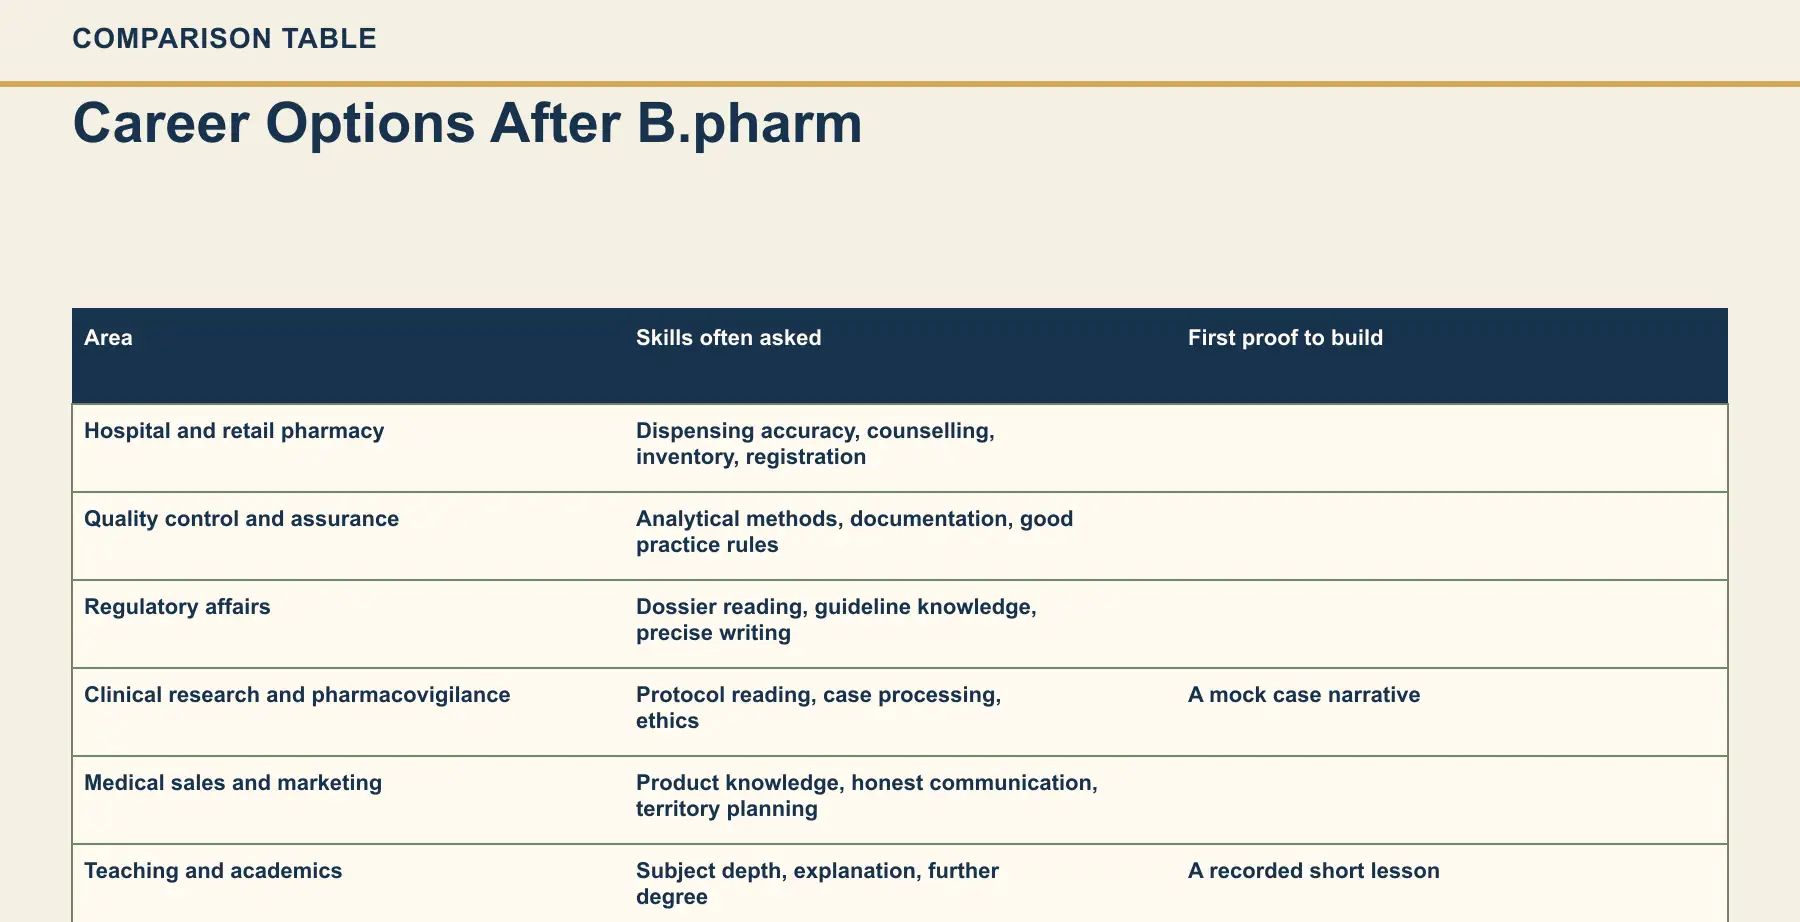 COMPARISON TABLE
Career Options After B.pharm
Area
Skills often asked
First proof to build
Hospital and retail pharmacy
Dispensing accuracy, counselling,
inventory, registration
Quality control and assurance
Analytical methods, documentation, good
practice rules
Regulatory affairs
Dossier reading, guideline knowledge,
precise writing
Clinical research and pharmacovigilance
Protocol reading, case processing,
ethics
A mock case narrative
Medical sales and marketing
Product knowledge, honest communication,
territory planning
Teaching and academics
Subject depth, explanation, further
degree
A recorded short lesson